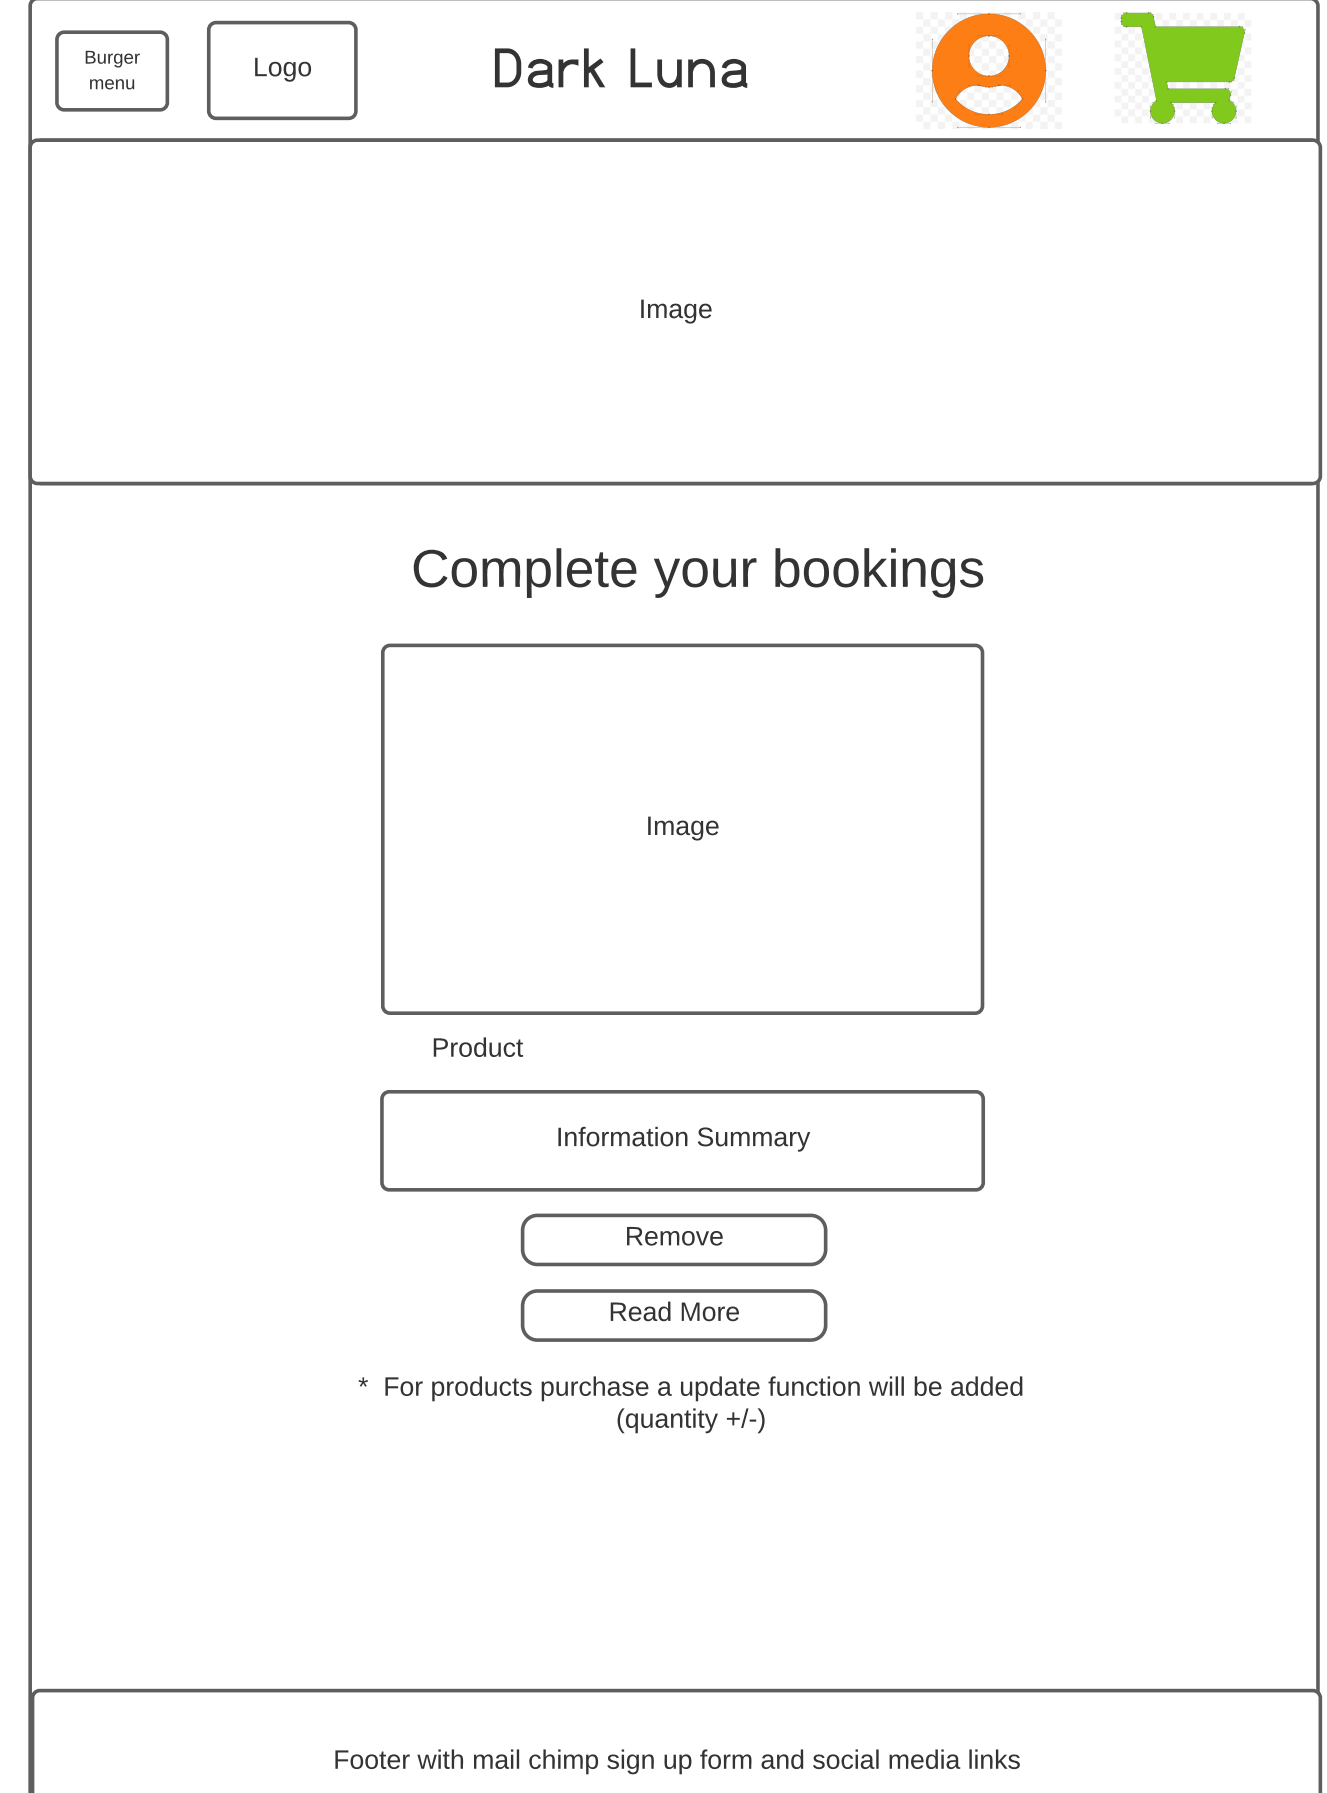 Burger
menu
Logo
Dark Luna
Image
Complete your bookings
Image
Product
Information Summary
Remove
Read More
* For products purchase a update function will be added
(quantity +/-)
Footer with mail chimp sign up form and social media links